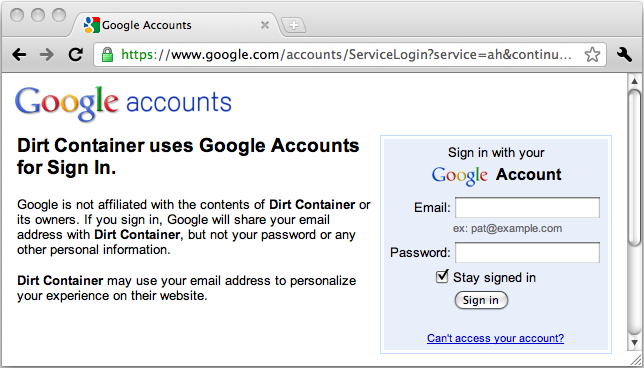 Google Accounts
https://www.google.com/accounts/ServiceLogin?service=ah&continu...
Google accounts
Dirt Container uses Google Accounts
for Sign In.
Google is not affiliated with the contents of Dirt Container or
its owners. If you sign in, Google will share your email
address with Dirt Container, but not your password or any
other personal information.
Dirt Container may use your email address to personalize
your experience on their website.
Sign in with your
Google Account
Email:
ex: pat@example.com
Password:
Stay signed in
Sign in
Can't access your account?